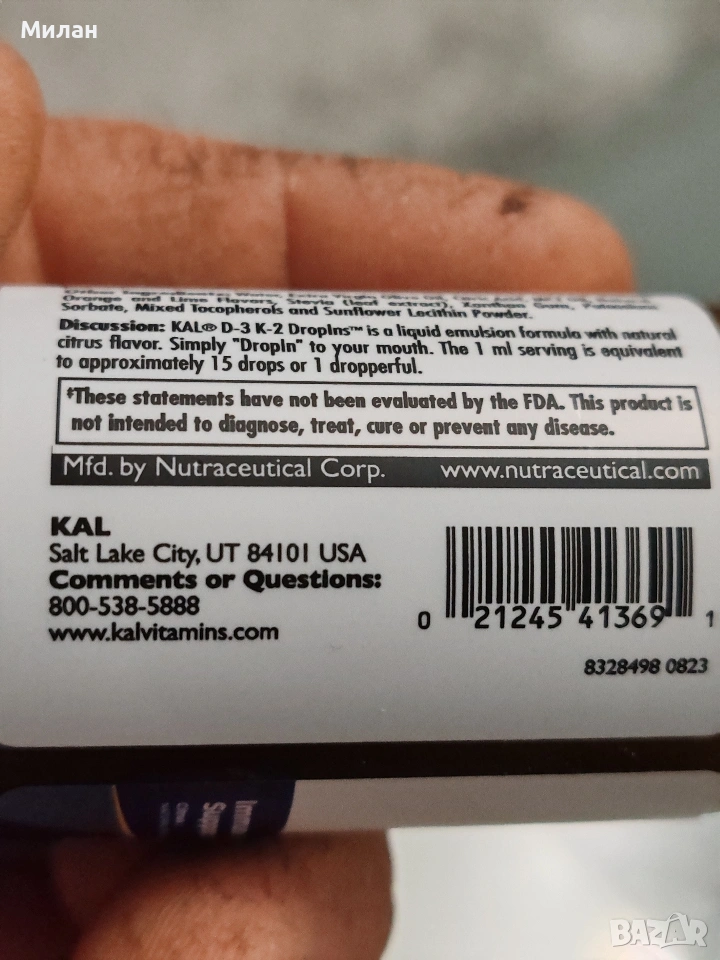 Милан
Orange and Lime Flavors, Stevia (leaf extract), Xanthan Gum, Potassium
Sorbate, Mixed Tocopherols and Sunflower Lecithin Powder.
Discussion: KAL® D-3 K-2 DropIns™ is a liquid emulsion formula with natural
citrus flavor. Simply "DropIn" to your mouth. The 1 ml serving is equivalent
to approximately 15 drops or 1 dropperful.
‡These statements have not been evaluated by the FDA. This product is
not intended to diagnose, treat, cure or prevent any disease.
Mfd. by Nutraceutical Corp. www.nutraceutical.com
KAL
Salt Lake City, UT 84101 USA
Comments or Questions:
800-538-5888
www.kalvitamins.com
0 21245 41369 1
8328498 0823
BAZAR